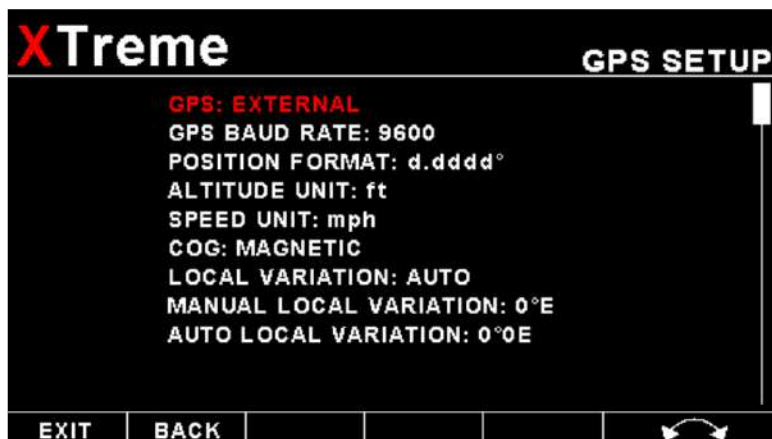 XTreme
GPS SETUP
GPS: EXTERNAL
GPS BAUD RATE: 9600
POSITION FORMAT: d.dddd°
ALTITUDE UNIT: ft
SPEED UNIT: mph
COG: MAGNETIC
LOCAL VARIATION: AUTO
MANUAL LOCAL VARIATION: 0°E
AUTO LOCAL VARIATION: 0°0E
EXIT BACK